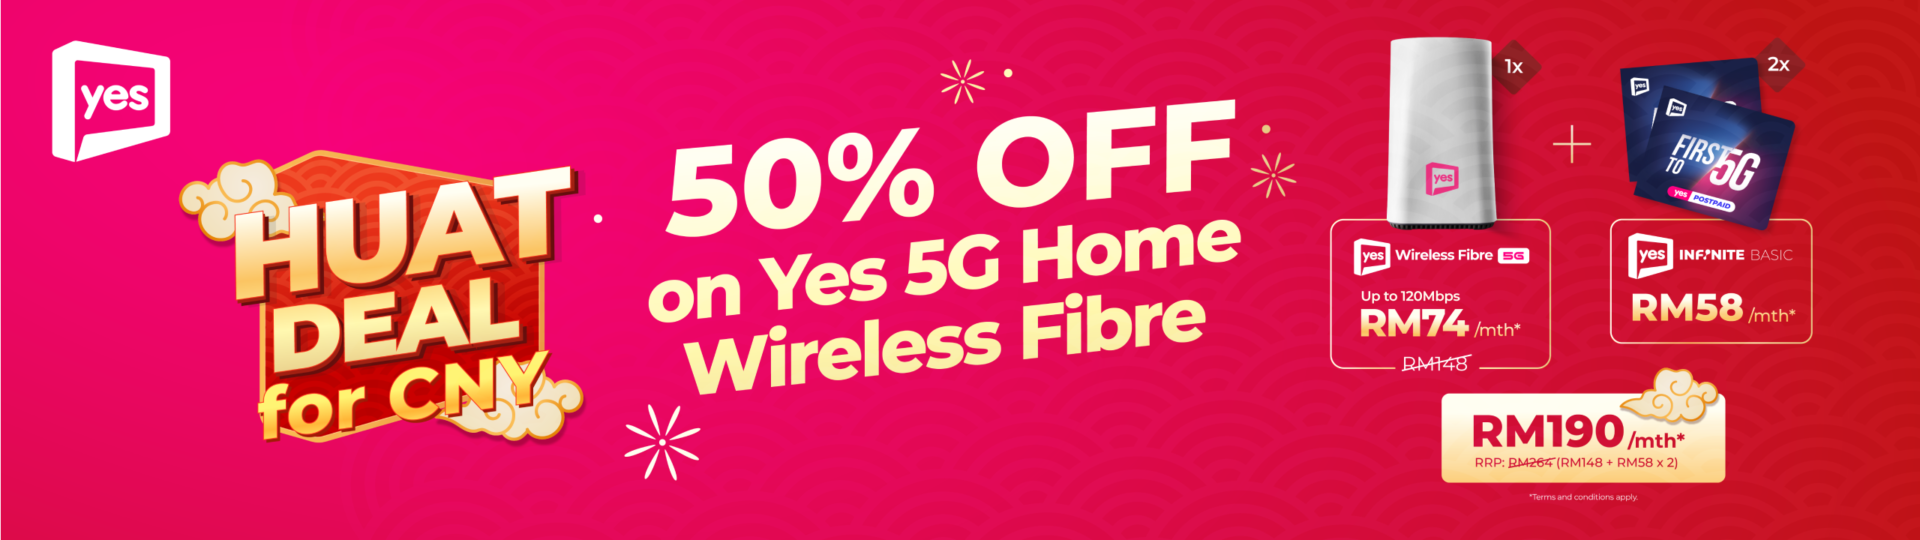 yes
HUAT
DEAL
for CNY
50% OFF
on Yes 5G Home
Wireless Fibre
1x
yes
yes Wireless Fibre 5G
Up to 120Mbps
RM74 /mth*
RM148
+
2x
yes
yes
FIRST
TO 5G
yes POSTPAID
yes INFINITE BASIC
RM58 /mth*
RM190 /mth*
RRP: RM264 (RM148 + RM58 x 2)
*Terms and conditions apply.